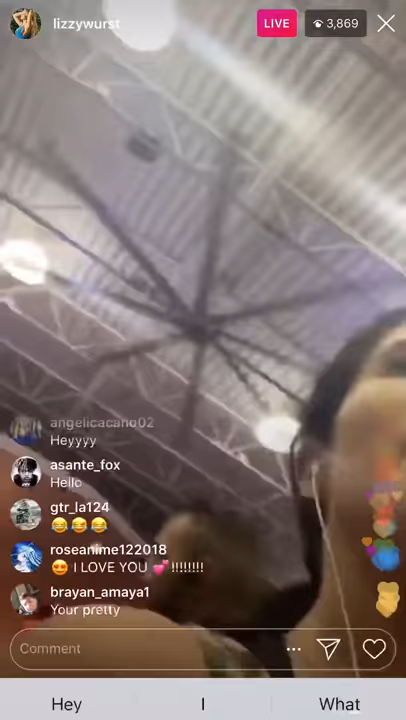 lizzywurst
LIVE
3,869
angelicacano02
Heyyyy
asante_fox
Hello
gtr_la124
😂😂😂
roseanime122018
😍 I LOVE YOU 💕!!!!!!!!
brayan_amaya1
Your pretty
Comment
Hey
I
What